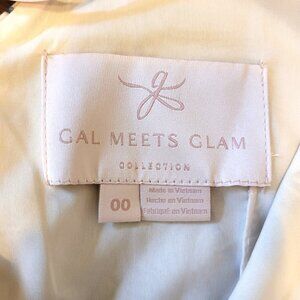 GAL MEETS GLAM
COLLECTION
00
Made in Vietnam
Hecho en Vietnam
Fabriqué en Vietnam